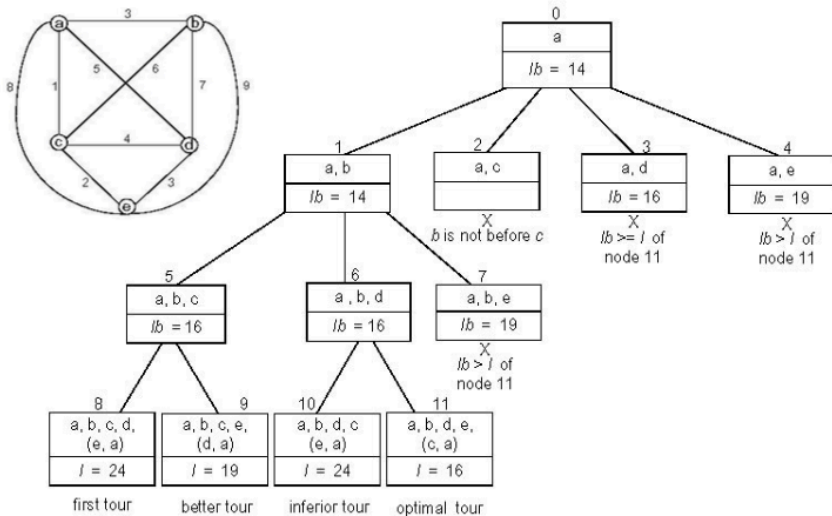 a 3 b
8 5 6 9
1 7
c 4 d
2 3
e
0
a
lb = 14
1
a, b
lb = 14
2
a, c
X
b is not before c
3
a, d
lb = 16
X
lb >= l of
node 11
4
a, e
lb = 19
X
lb > l of
node 11
5
a, b, c
lb = 16
6
a , b, d
lb = 16
7
a, b, e
lb = 19
X
lb > l of
node 11
8
a, b, c, d,
(e, a)
l = 24
first tour
9
a, b, c, e,
(d, a)
l = 19
better tour
10
a, b, d, c
(e, a)
l = 24
inferior tour
11
a, b, d, e,
(c, a)
l = 16
optimal tour